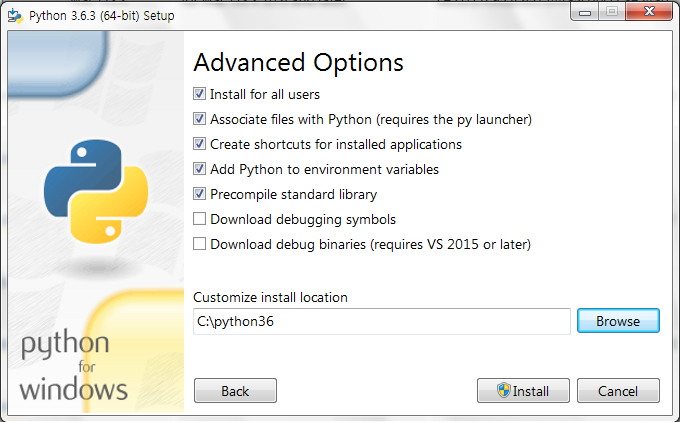 Python 3.6.3 (64-bit) Setup
Advanced Options
Install for all users
Associate files with Python (requires the py launcher)
Create shortcuts for installed applications
Add Python to environment variables
Precompile standard library
Download debugging symbols
Download debug binaries (requires VS 2015 or later)
Customize install location
C:\python36
Browse
python
for
windows
Back
Install
Cancel